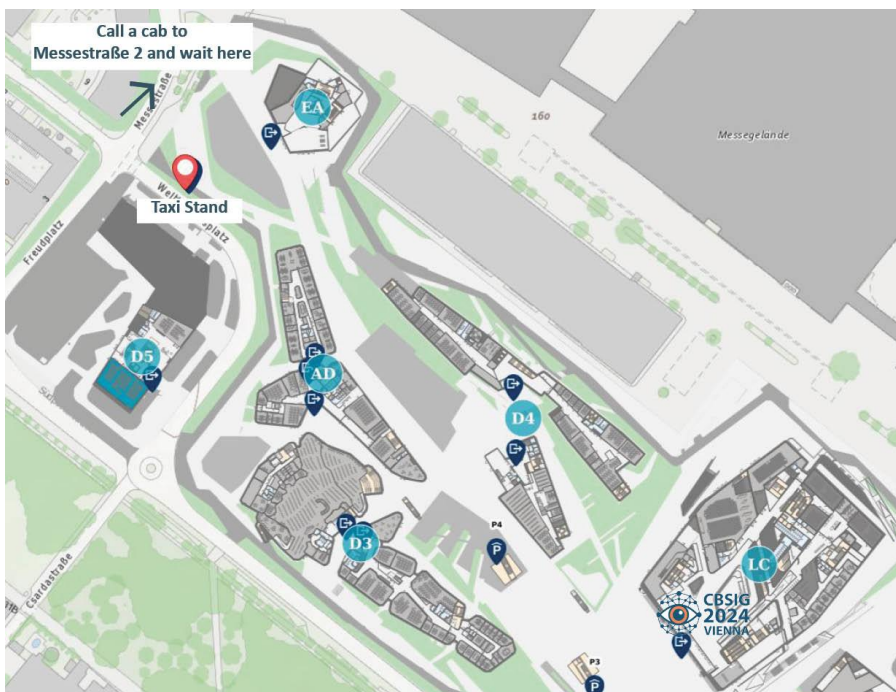 Call a cab to
Messestraße 2 and wait here
Messestraße
EA
160
Messegelände
Taxi Stand
Freudplatz
D5
AD
D4
P4
P
D3
LC
CBSIG
2024
VIENNA
Csardastraße
P3
P